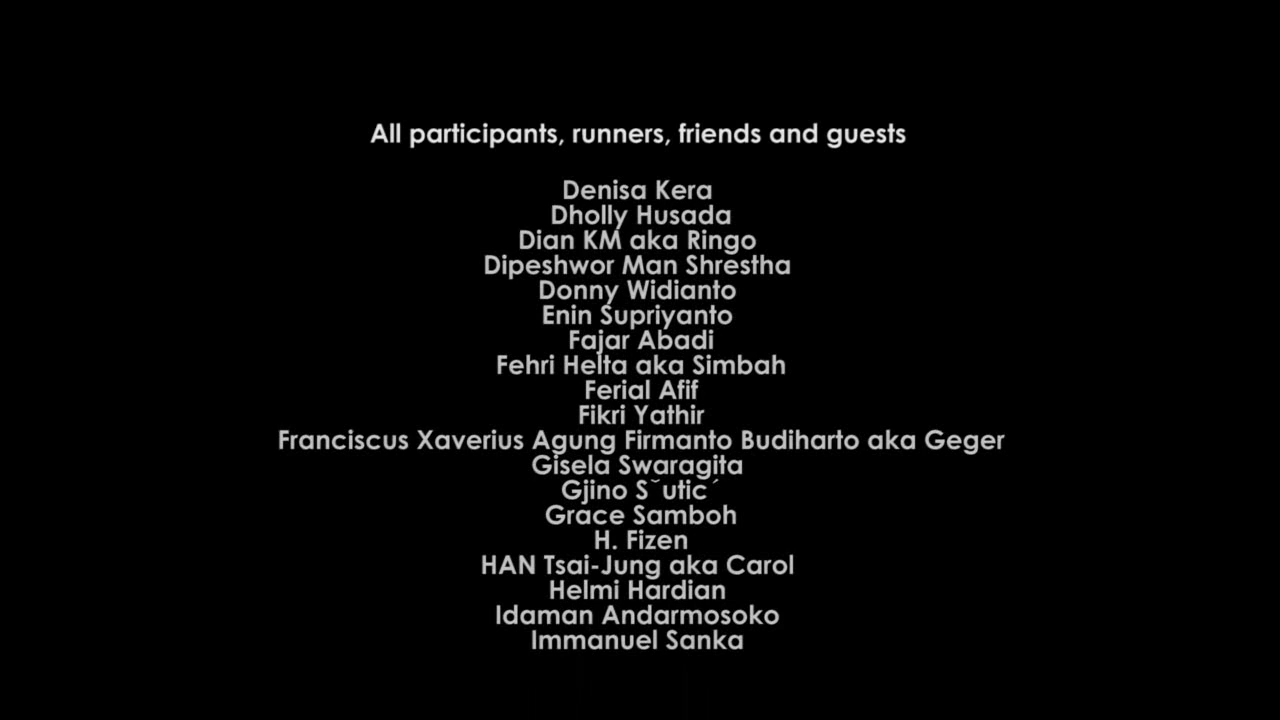 All participants, runners, friends and guests
Denisa Kera
Dholly Husada
Dian KM aka Ringo
Dipeshwor Man Shrestha
Donny Widianto
Enin Supriyanto
Fajar Abadi
Fehri Helta aka Simbah
Ferial Afif
Fikri Yathir
Franciscus Xaverius Agung Firmanto Budiharto aka Geger
Gisela Swaragita
Gjino S˘utic´
Grace Samboh
H. Fizen
HAN Tsai-Jung aka Carol
Helmi Hardian
Idaman Andarmosoko
Immanuel Sanka